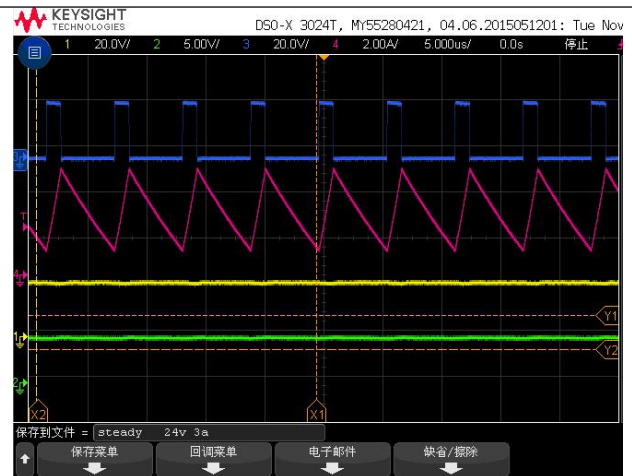 KEYSIGHT
TECHNOLOGIES
DSO-X 3024T, MY55280421, 04.06.2015051201: Tue Nov
1 20.0V/ 2 5.00V/ 3 20.0V/ 4 2.00A/ 5.000us/ 0.0s 停止
3
T
4
Y1
1
Y2
2
X2 X1
保存到文件 = steady 24v 3a
保存菜单 回调菜单 电子邮件 缺省/擦除